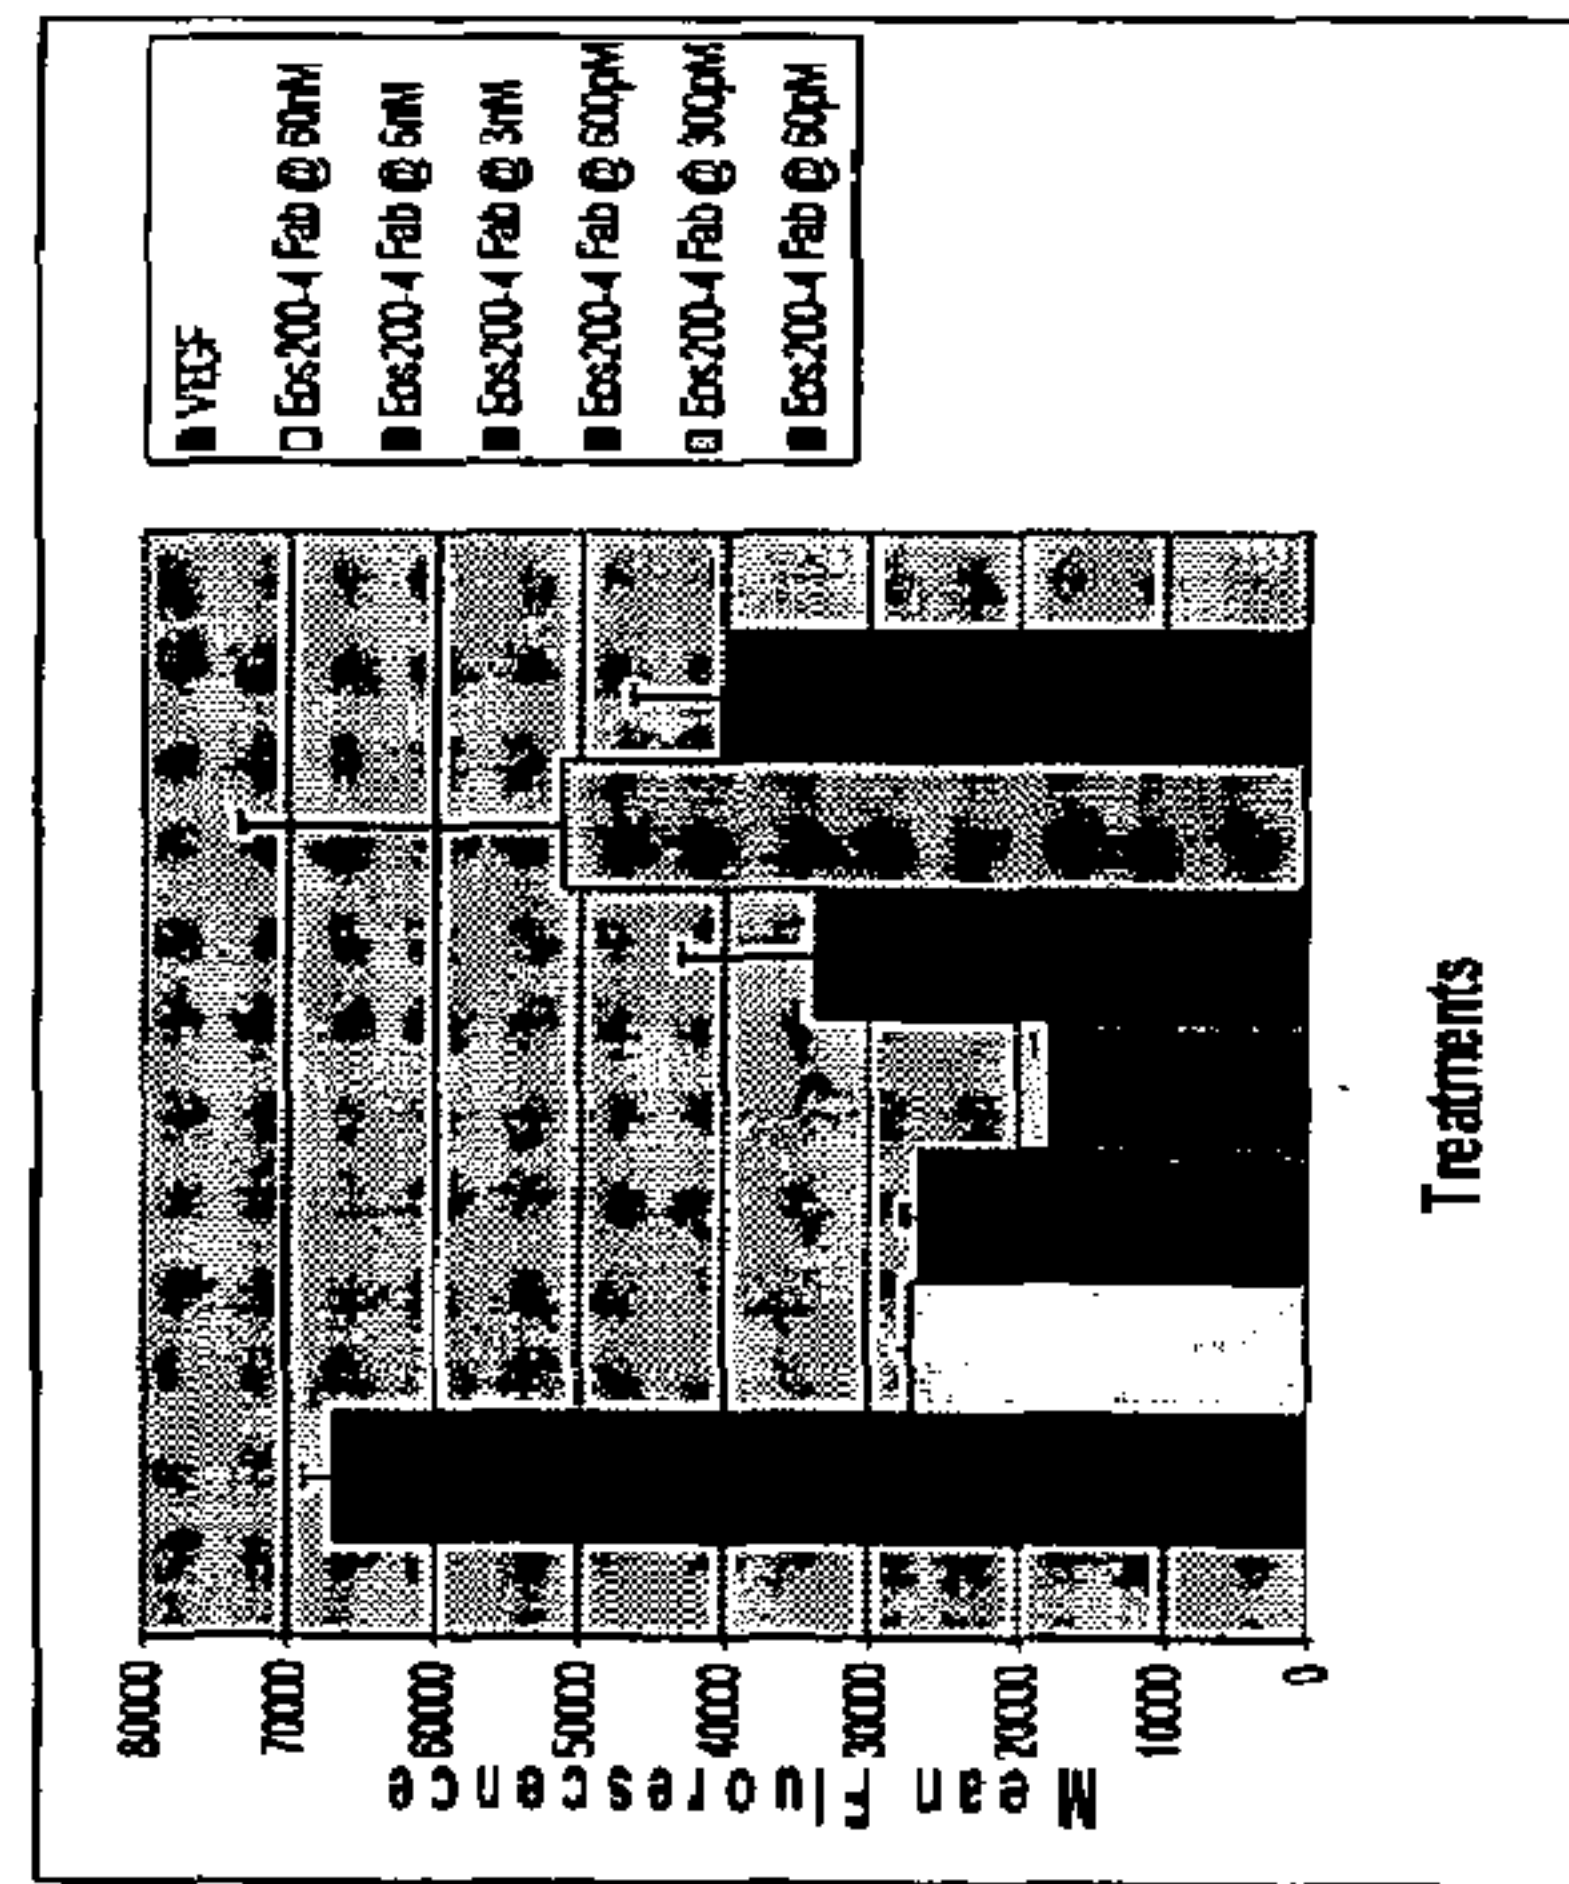 VEGF
Eos200-4 Fab @ 60nM
Eos200-4 Fab @ 6nM
Eos200-4 Fab @ 3nM
Eos200-4 Fab @ 600pM
Eos200-4 Fab @ 300pM
Eos200-4 Fab @ 60pM
Mean Fluorescence
80000
70000
60000
50000
40000
30000
20000
10000
0
Treatments